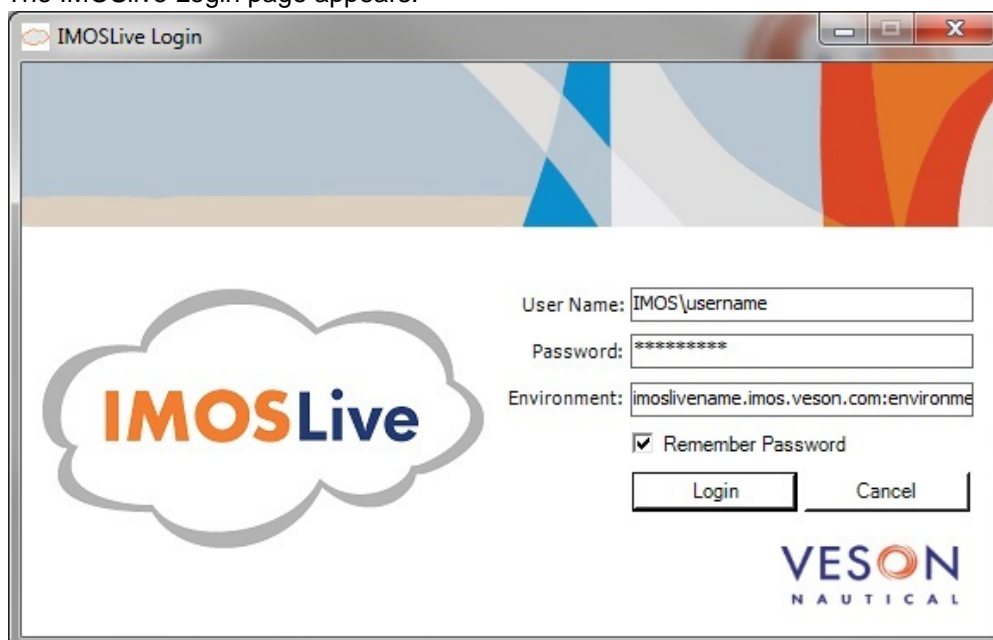 The IMOSlive Login page appears.
IMOSLive Login
User Name: IMOS\username
Password: *********
Environment: imoslivename.imos.veson.com:environme
Remember Password
Login Cancel
IMOSLive
VESON
NAUTICAL